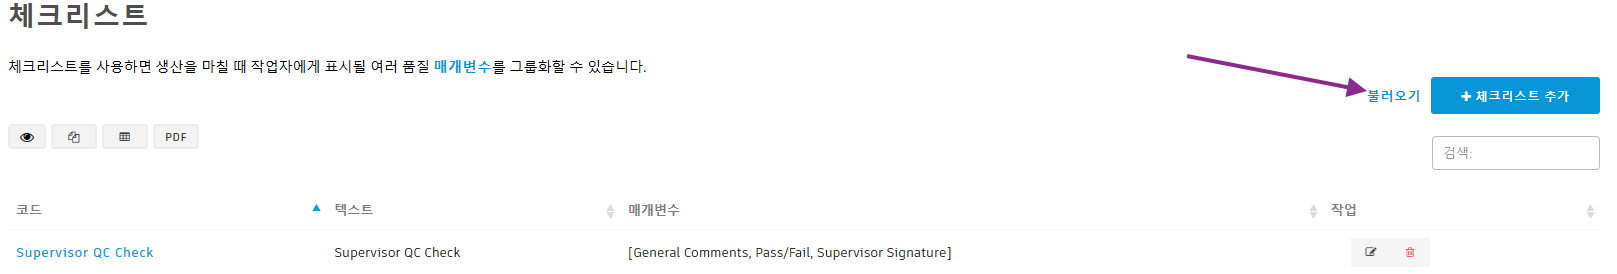 체크리스트
체크리스트를 사용하면 생산을 마칠 때 작업자에게 표시될 여러 품질 매개변수를 그룹화할 수 있습니다.
불러오기 + 체크리스트 추가
PDF
검색:
코드 텍스트 매개변수 작업
Supervisor QC Check Supervisor QC Check [General Comments, Pass/Fail, Supervisor Signature]